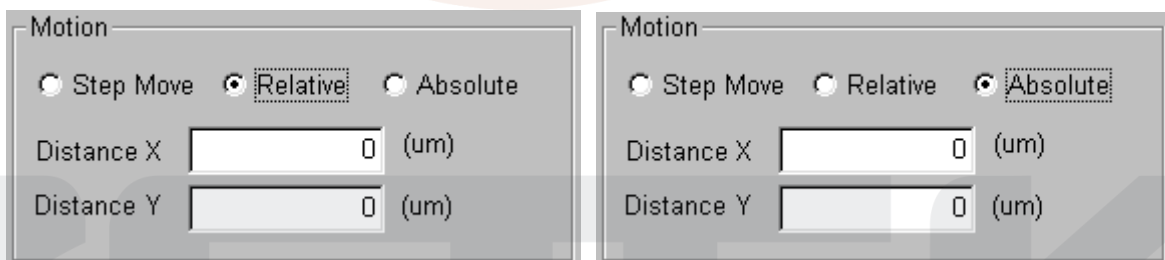 Motion
Step Move Relative Absolute
Distance X 0 (um)
Distance Y 0 (um)
Motion
Step Move Relative Absolute
Distance X 0 (um)
Distance Y 0 (um)